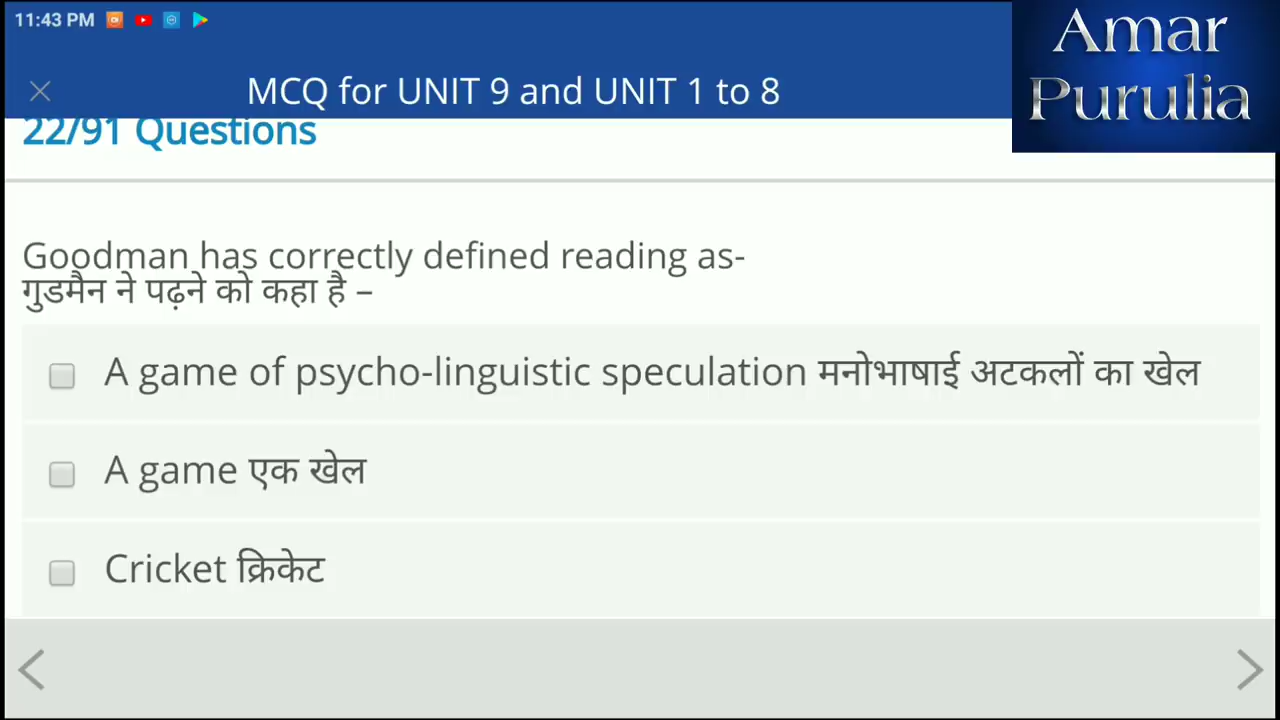 11:43 PM
MCQ for UNIT 9 and UNIT 1 to 8
Amar
Purulia
22/91 Questions
Goodman has correctly defined reading as-
गुडमैन ने पढ़ने को कहा है –
A game of psycho-linguistic speculation मनोभाषाई अटकलों का खेल
A game एक खेल
Cricket क्रिकेट